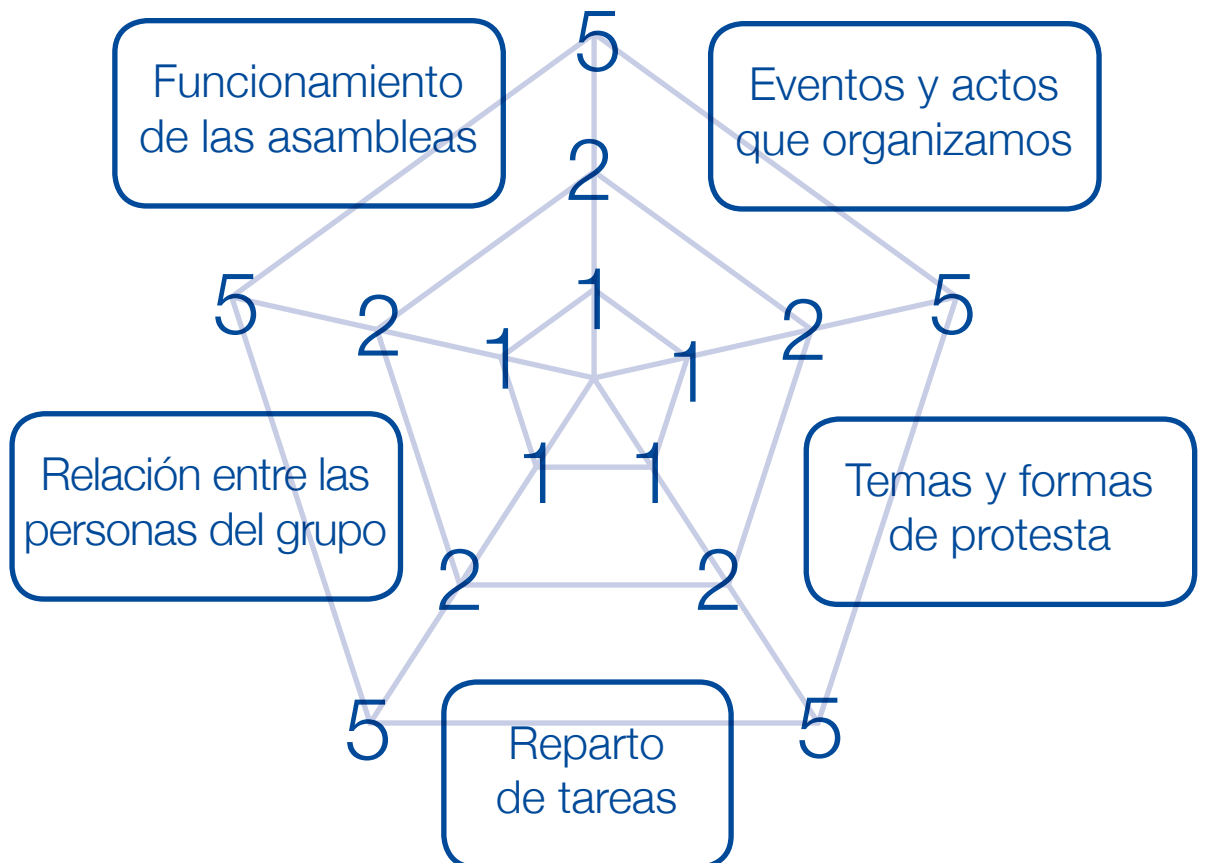 5
Funcionamiento
de las asambleas
Eventos y actos
que organizamos
2
5
2
1
2
5
1
1
Relación entre las
personas del grupo
1
1
Temas y formas
de protesta
2
2
5
5
Reparto
de tareas